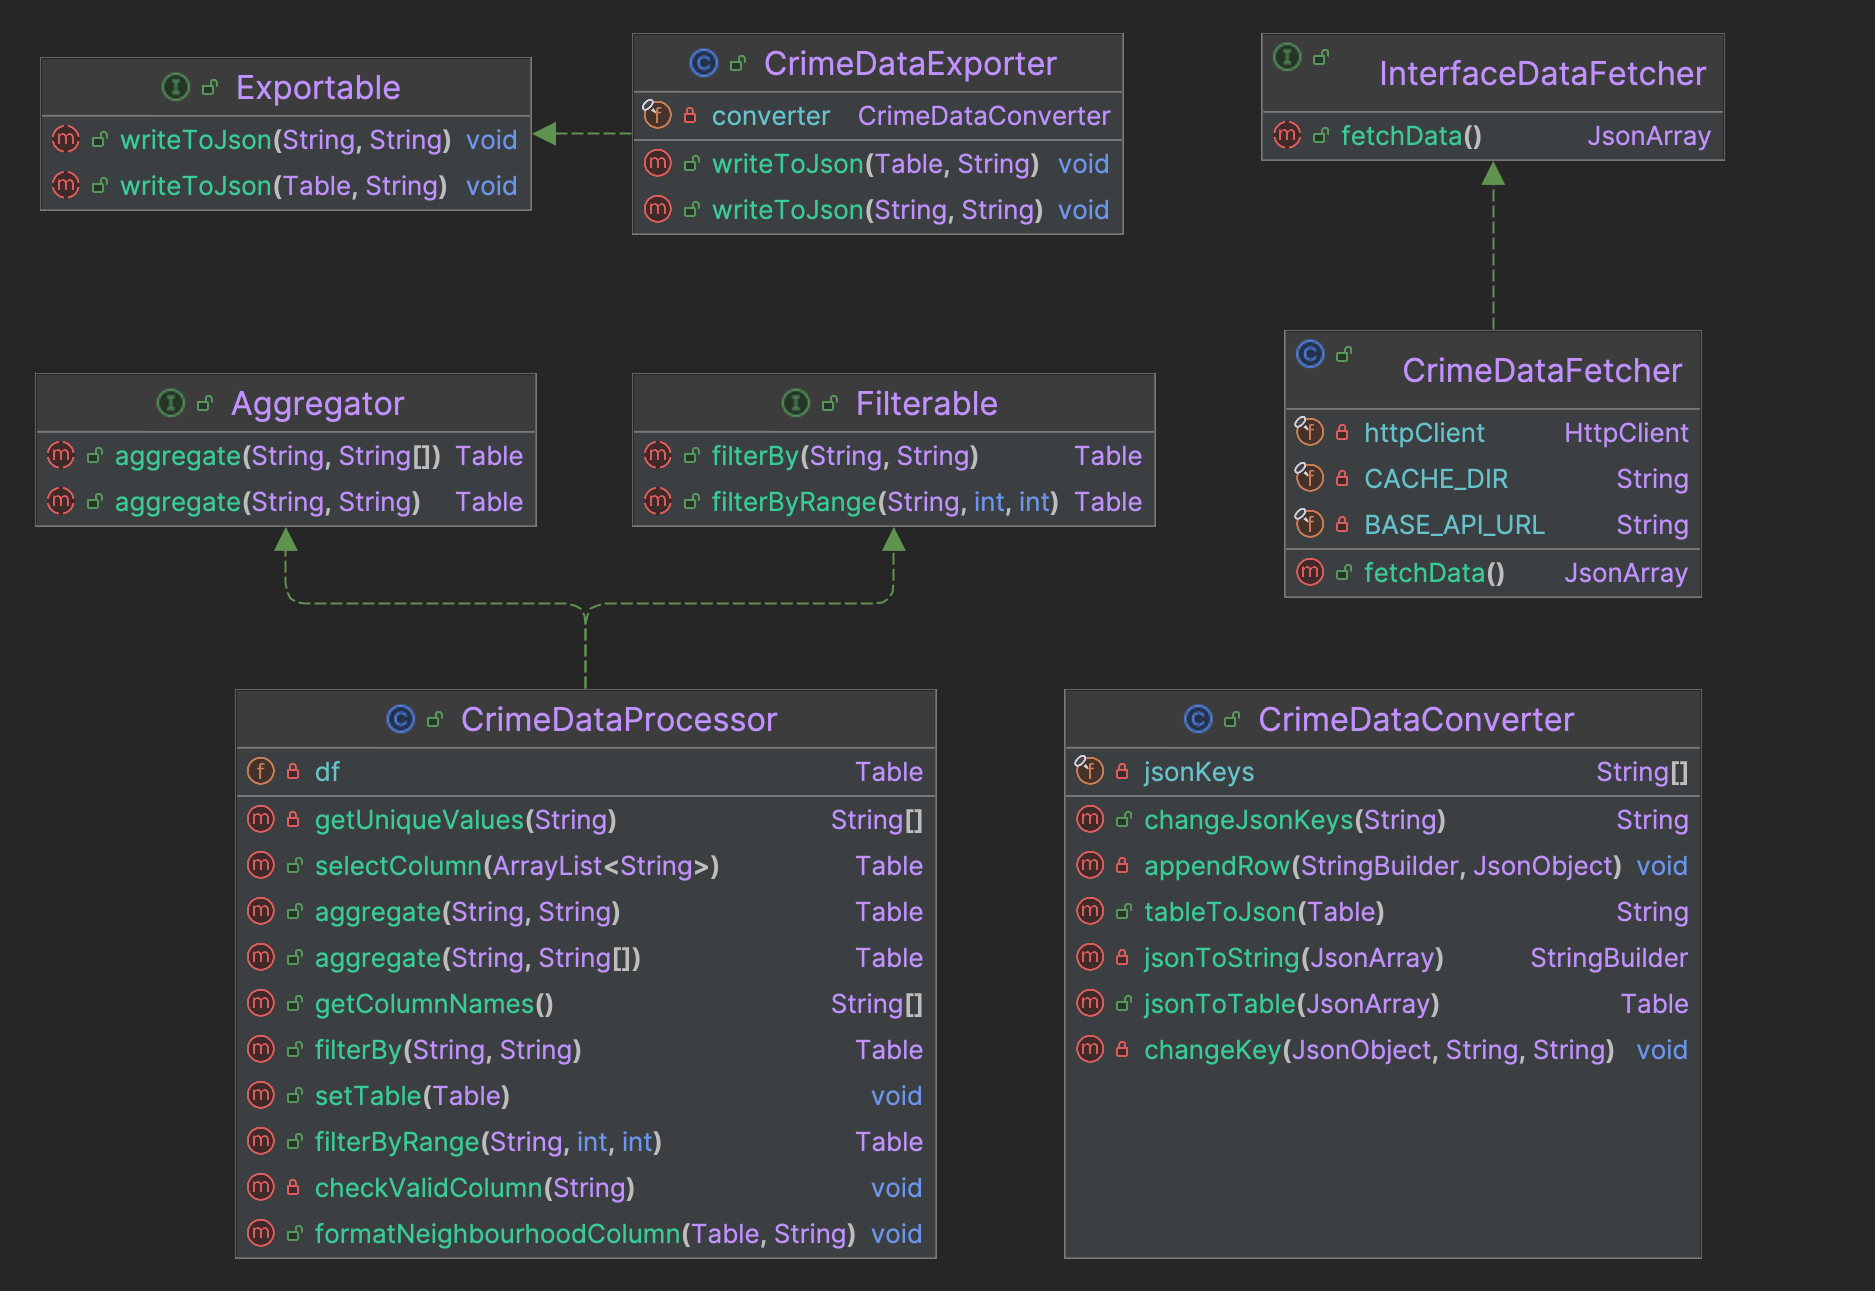 Exportable
writeToJson(String, String) void
writeToJson(Table, String) void
CrimeDataExporter
converter CrimeDataConverter
writeToJson(Table, String) void
writeToJson(String, String) void
InterfaceDataFetcher
fetchData() JsonArray
Aggregator
aggregate(String, String[]) Table
aggregate(String, String) Table
Filterable
filterBy(String, String) Table
filterByRange(String, int, int) Table
CrimeDataFetcher
httpClient HttpClient
CACHE_DIR String
BASE_API_URL String
fetchData() JsonArray
CrimeDataProcessor
df Table
getUniqueValues(String) String[]
selectColumn(ArrayList<String>) Table
aggregate(String, String) Table
aggregate(String, String[]) Table
getColumnNames() String[]
filterBy(String, String) Table
setTable(Table) void
filterByRange(String, int, int) Table
checkValidColumn(String) void
formatNeighbourhoodColumn(Table, String) void
CrimeDataConverter
jsonKeys String[]
changeJsonKeys(String) String
appendRow(StringBuilder, JsonObject) void
tableToJson(Table) String
jsonToString(JsonArray) StringBuilder
jsonToTable(JsonArray) Table
changeKey(JsonObject, String, String) void